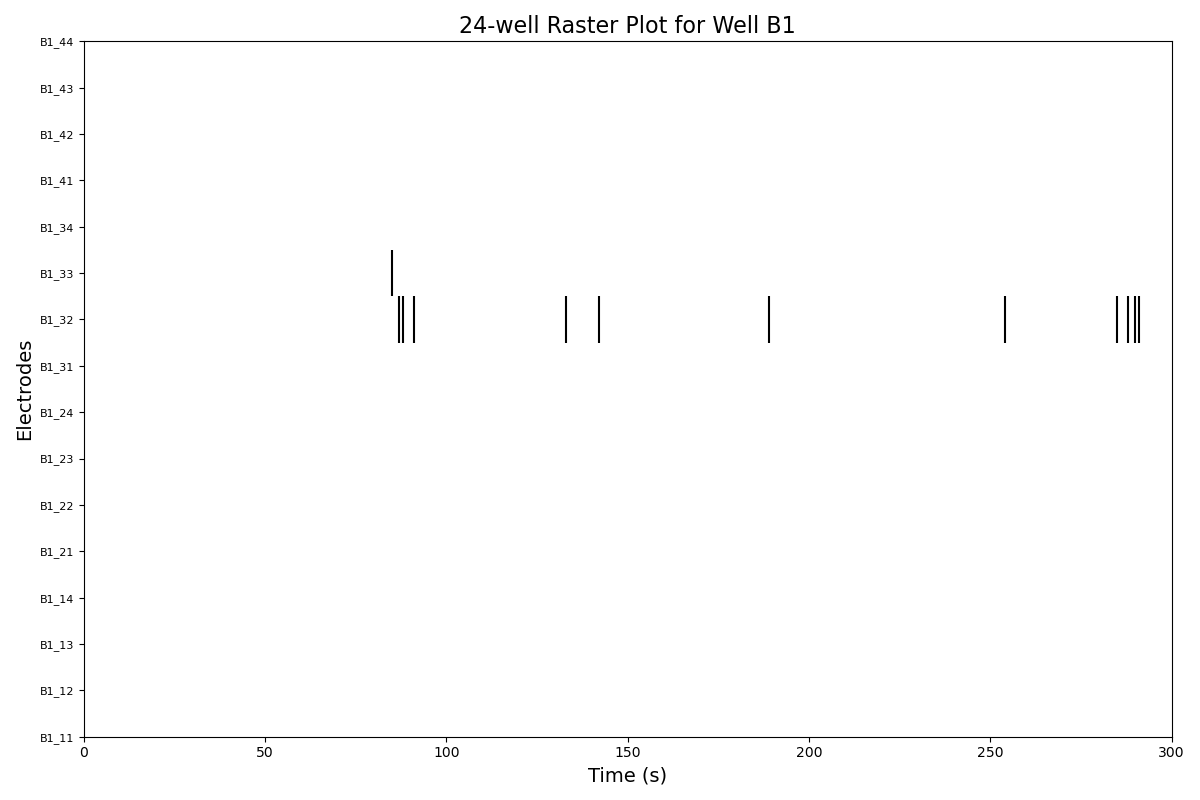 24-well Raster Plot for Well B1
B1_44
B1_43
B1_42
B1_41
B1_34
B1_33
B1_32
B1_31
B1_24
B1_23
B1_22
B1_21
B1_14
B1_13
B1_12
B1_11
Electrodes
0 50 100 150 200 250 300
Time (s)